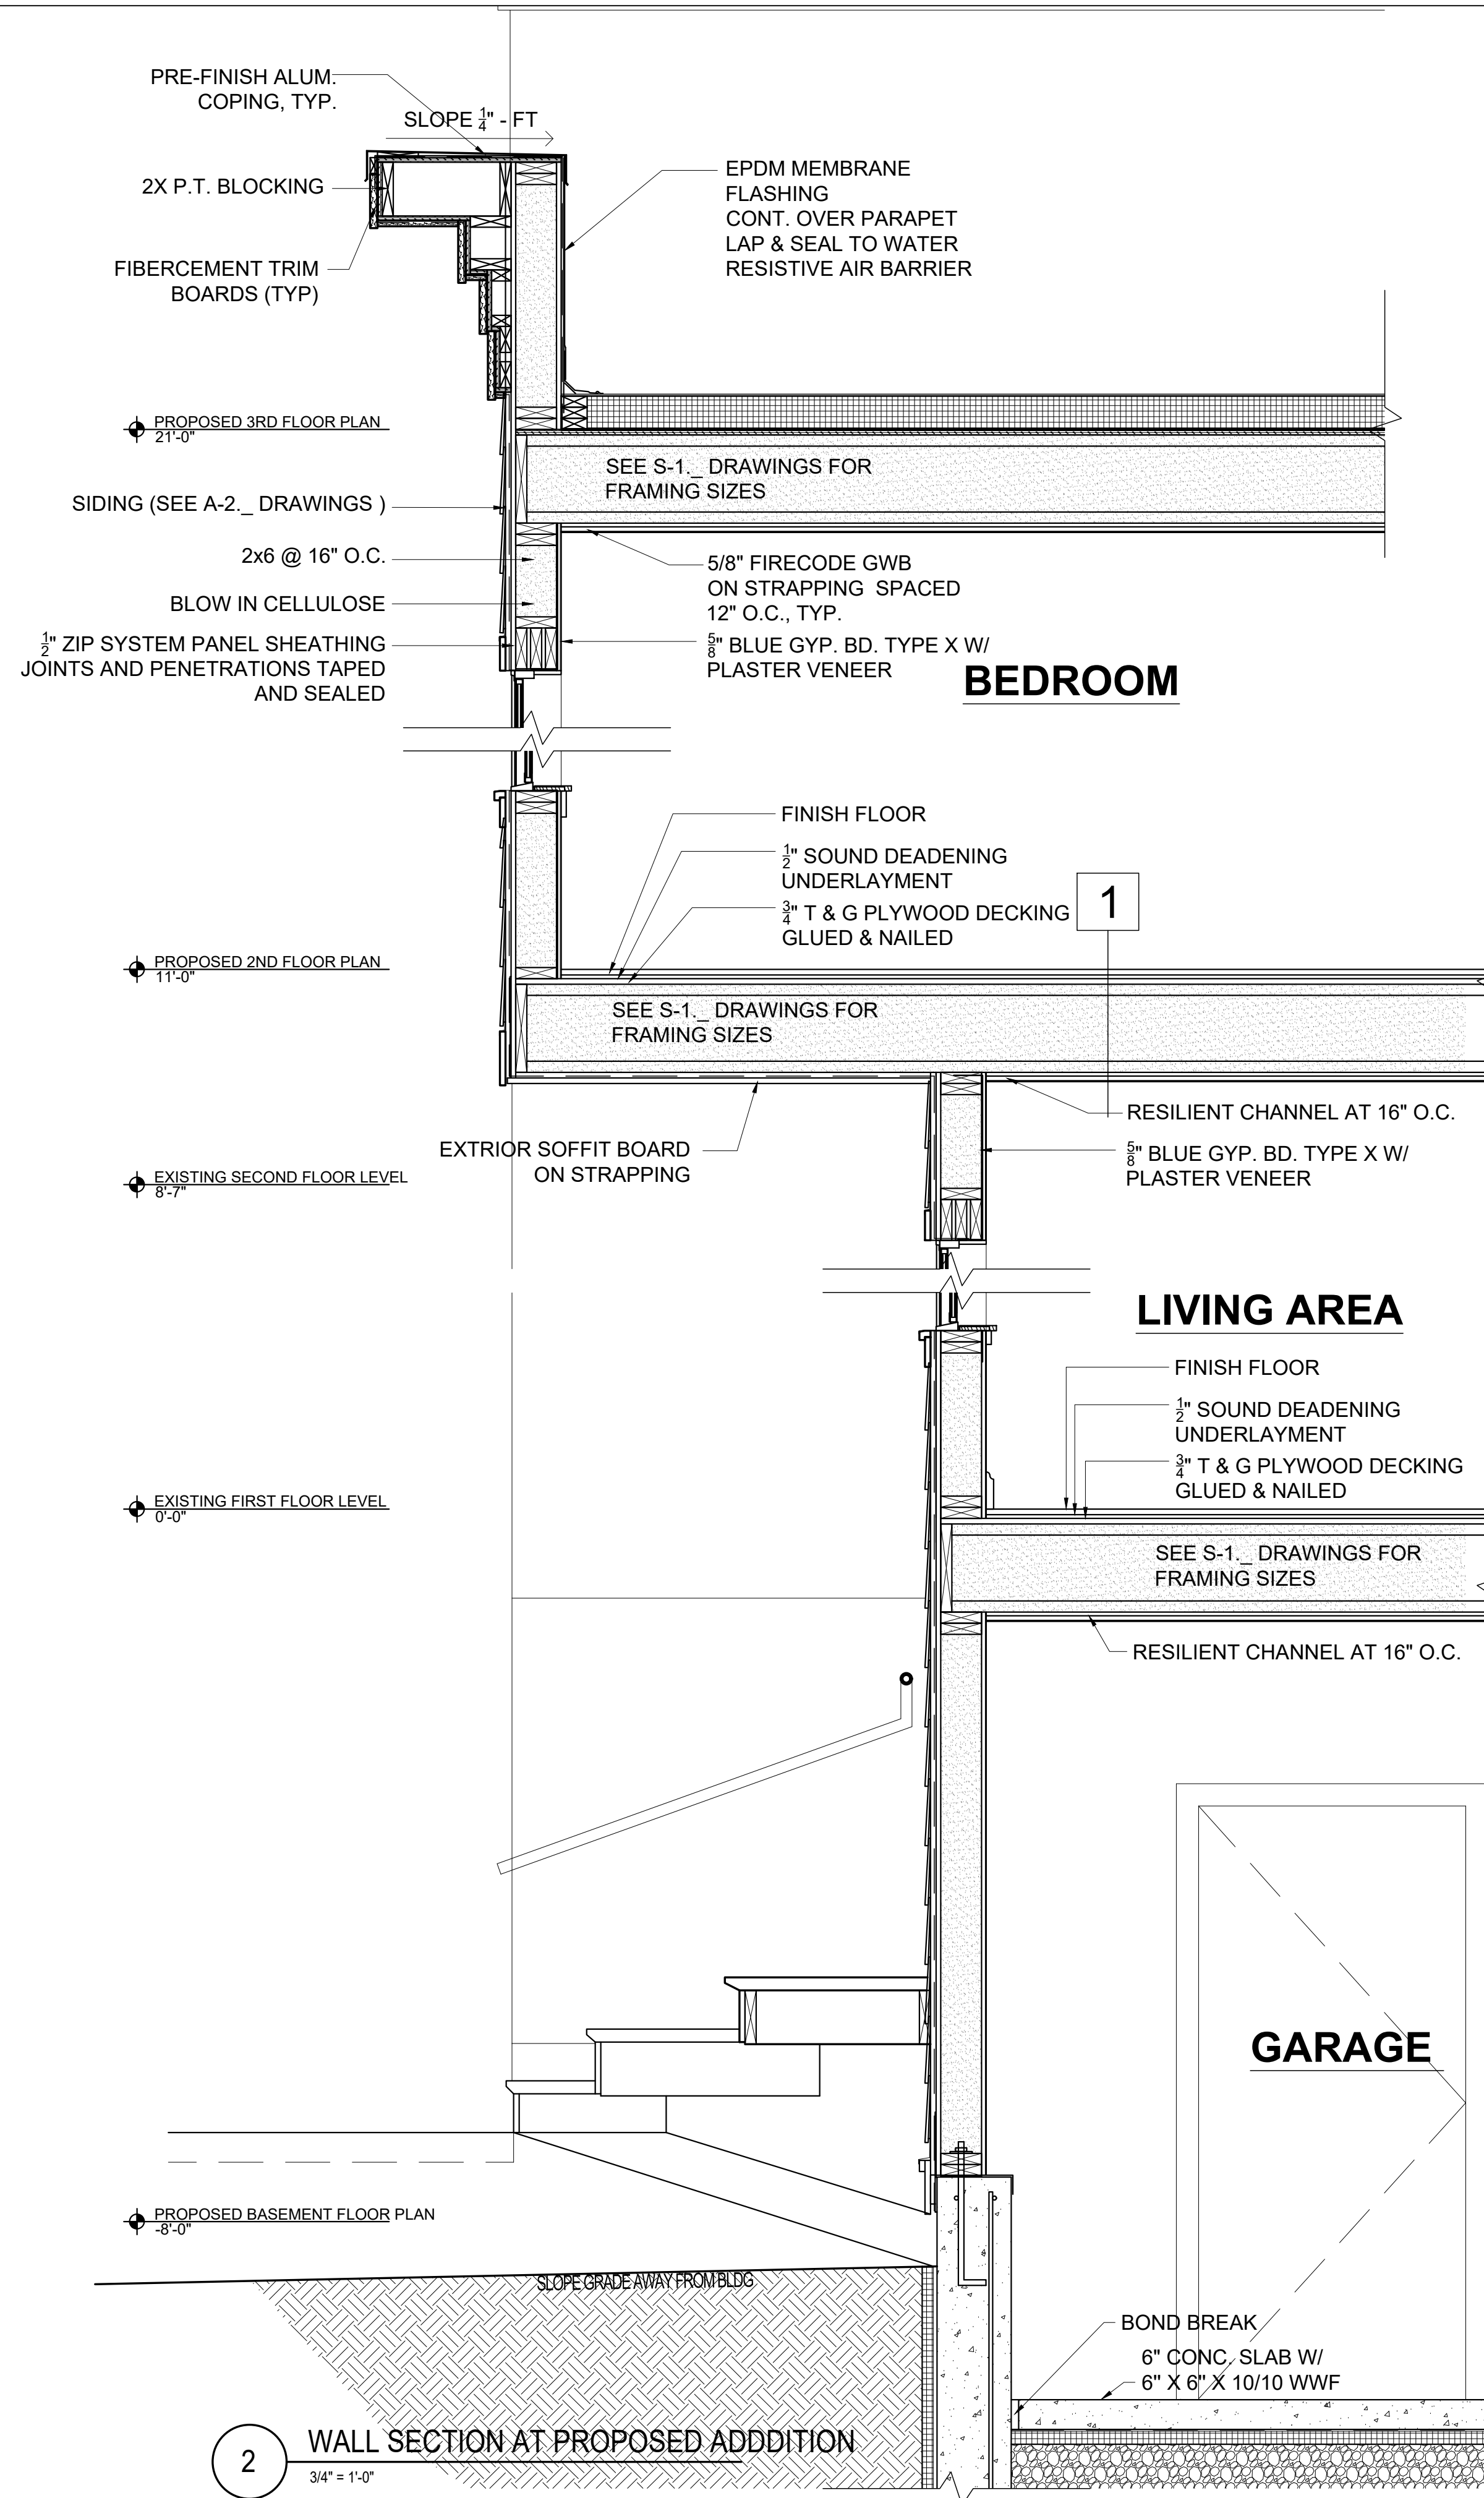 PRE-FINISH ALUM.
COPING, TYP.
SLOPE 1/4" - FT
2X P.T. BLOCKING
FIBERCEMENT TRIM
BOARDS (TYP)
EPDM MEMBRANE
FLASHING
CONT. OVER PARAPET
LAP & SEAL TO WATER
RESISTIVE AIR BARRIER
PROPOSED 3RD FLOOR PLAN
21'-0"
SEE S-1._ DRAWINGS FOR
FRAMING SIZES
SIDING (SEE A-2._ DRAWINGS )
2x6 @ 16" O.C.
BLOW IN CELLULOSE
1/2" ZIP SYSTEM PANEL SHEATHING
JOINTS AND PENETRATIONS TAPED
AND SEALED
5/8" FIRECODE GWB
ON STRAPPING SPACED
12" O.C., TYP.
5/8" BLUE GYP. BD. TYPE X W/
PLASTER VENEER
BEDROOM
FINISH FLOOR
1/2" SOUND DEADENING
UNDERLAYMENT
3/4" T & G PLYWOOD DECKING
GLUED & NAILED
1
PROPOSED 2ND FLOOR PLAN
11'-0"
SEE S-1._ DRAWINGS FOR
FRAMING SIZES
RESILIENT CHANNEL AT 16" O.C.
EXTRIOR SOFFIT BOARD
ON STRAPPING
5/8" BLUE GYP. BD. TYPE X W/
PLASTER VENEER
EXISTING SECOND FLOOR LEVEL
8'-7"
LIVING AREA
FINISH FLOOR
1/2" SOUND DEADENING
UNDERLAYMENT
3/4" T & G PLYWOOD DECKING
GLUED & NAILED
EXISTING FIRST FLOOR LEVEL
0'-0"
SEE S-1._ DRAWINGS FOR
FRAMING SIZES
RESILIENT CHANNEL AT 16" O.C.
GARAGE
PROPOSED BASEMENT FLOOR PLAN
-8'-0"
SLOPE GRADE AWAY FROM BLDG
BOND BREAK
6" CONC. SLAB W/
6" X 6" X 10/10 WWF
2
WALL SECTION AT PROPOSED ADDDITION
3/4" = 1'-0"